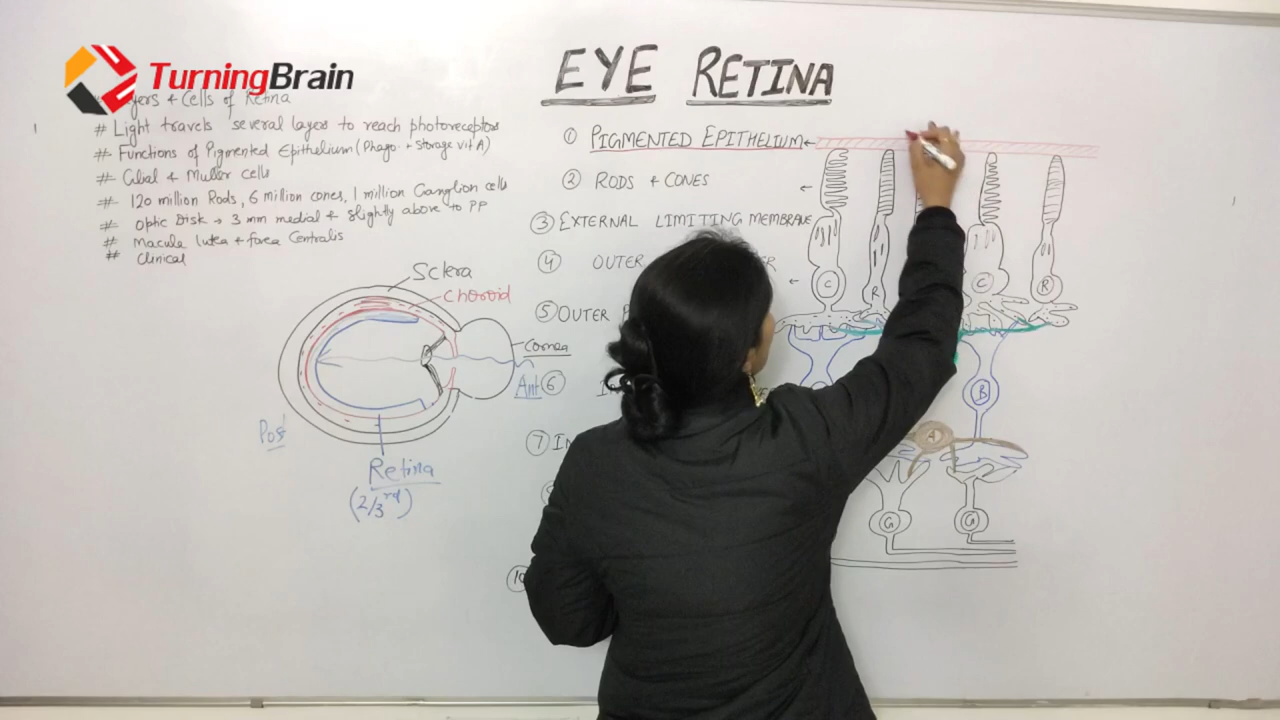 TurningBrain
EYE RETINA
Layers & Cells of Retina
# Light travels several layers to reach photoreceptors
# Functions of Pigmented Epithelium (Phago. + Storage vit A)
# Glial & Muller cells
# 120 million Rods, 6 million cones, 1 million Ganglion cells
# Optic Disk → 3 mm medial & Slightly above to PP
# Macula lutea & fovea Centralis
# Clinical
Sclera
Choroid
Cornea
Ant
Post
Retina
(2/3rd)
① PIGMENTED EPITHELIUM
② RODS & CONES
③ EXTERNAL LIMITING MEMBRANE
④ OUTER
⑤ OUTER
⑥
⑦
⑩
C
R
C
R
B
A
G
G